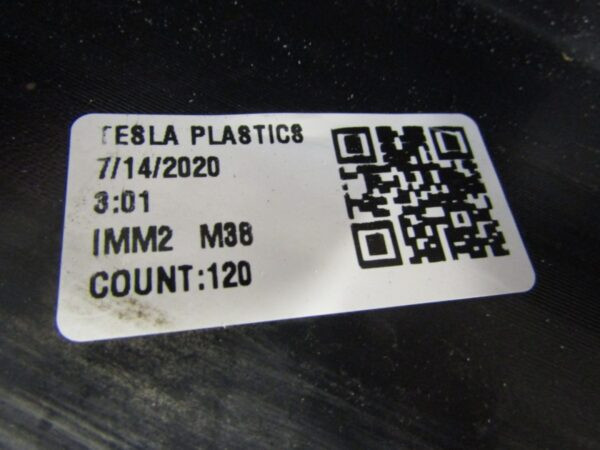 TESLA PLASTICS
7/14/2020
3:01
IMM2 M38
COUNT:120